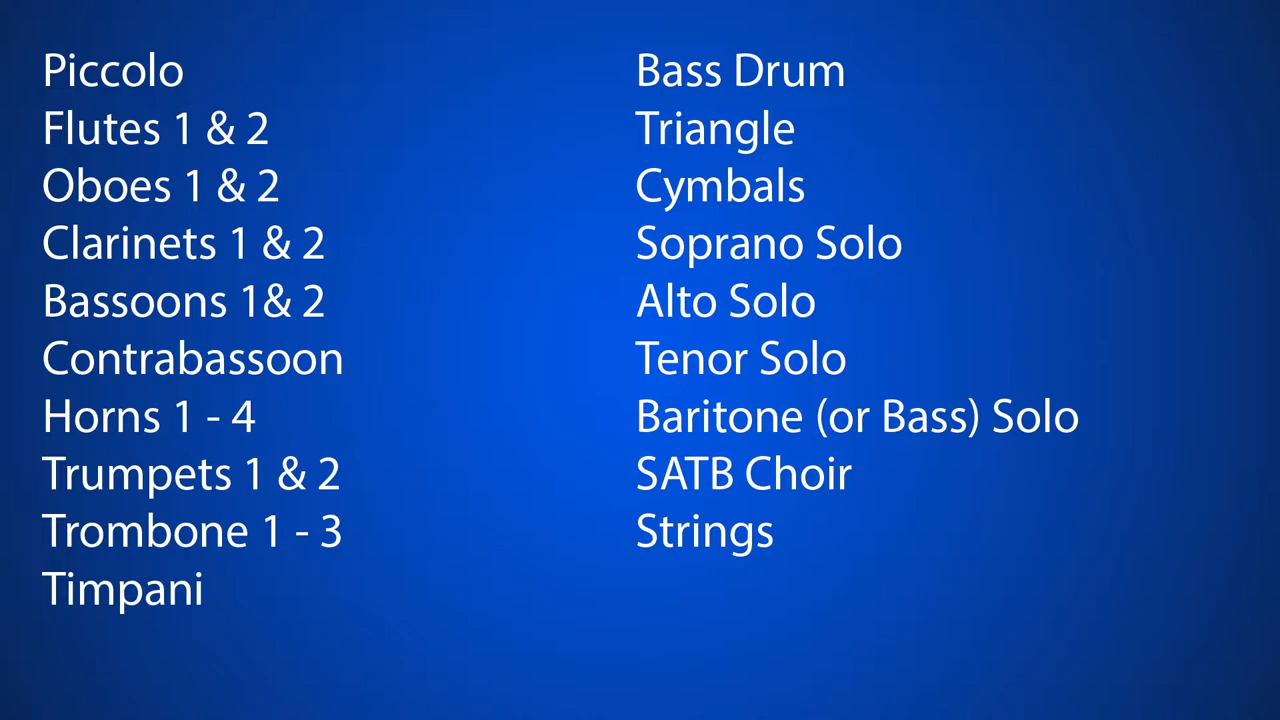 Piccolo
Flutes 1 & 2
Oboes 1 & 2
Clarinets 1 & 2
Bassoons 1& 2
Contrabassoon
Horns 1 - 4
Trumpets 1 & 2
Trombone 1 - 3
Timpani
Bass Drum
Triangle
Cymbals
Soprano Solo
Alto Solo
Tenor Solo
Baritone (or Bass) Solo
SATB Choir
Strings